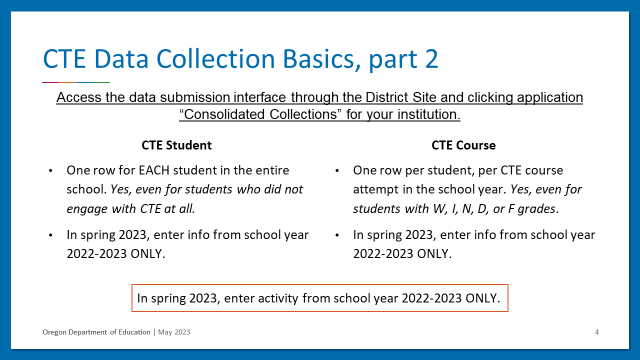 CTE Data Collection Basics, part 2
Access the data submission interface through the District Site and clicking application
“Consolidated Collections” for your institution.
CTE Student
• One row for EACH student in the entire
school. Yes, even for students who did not
engage with CTE at all.
• In spring 2023, enter info from school year
2022-2023 ONLY.
CTE Course
• One row per student, per CTE course
attempt in the school year. Yes, even for
students with W, I, N, D, or F grades.
• In spring 2023, enter info from school year
2022-2023 ONLY.
In spring 2023, enter activity from school year 2022-2023 ONLY.
Oregon Department of Education | May 2023
4